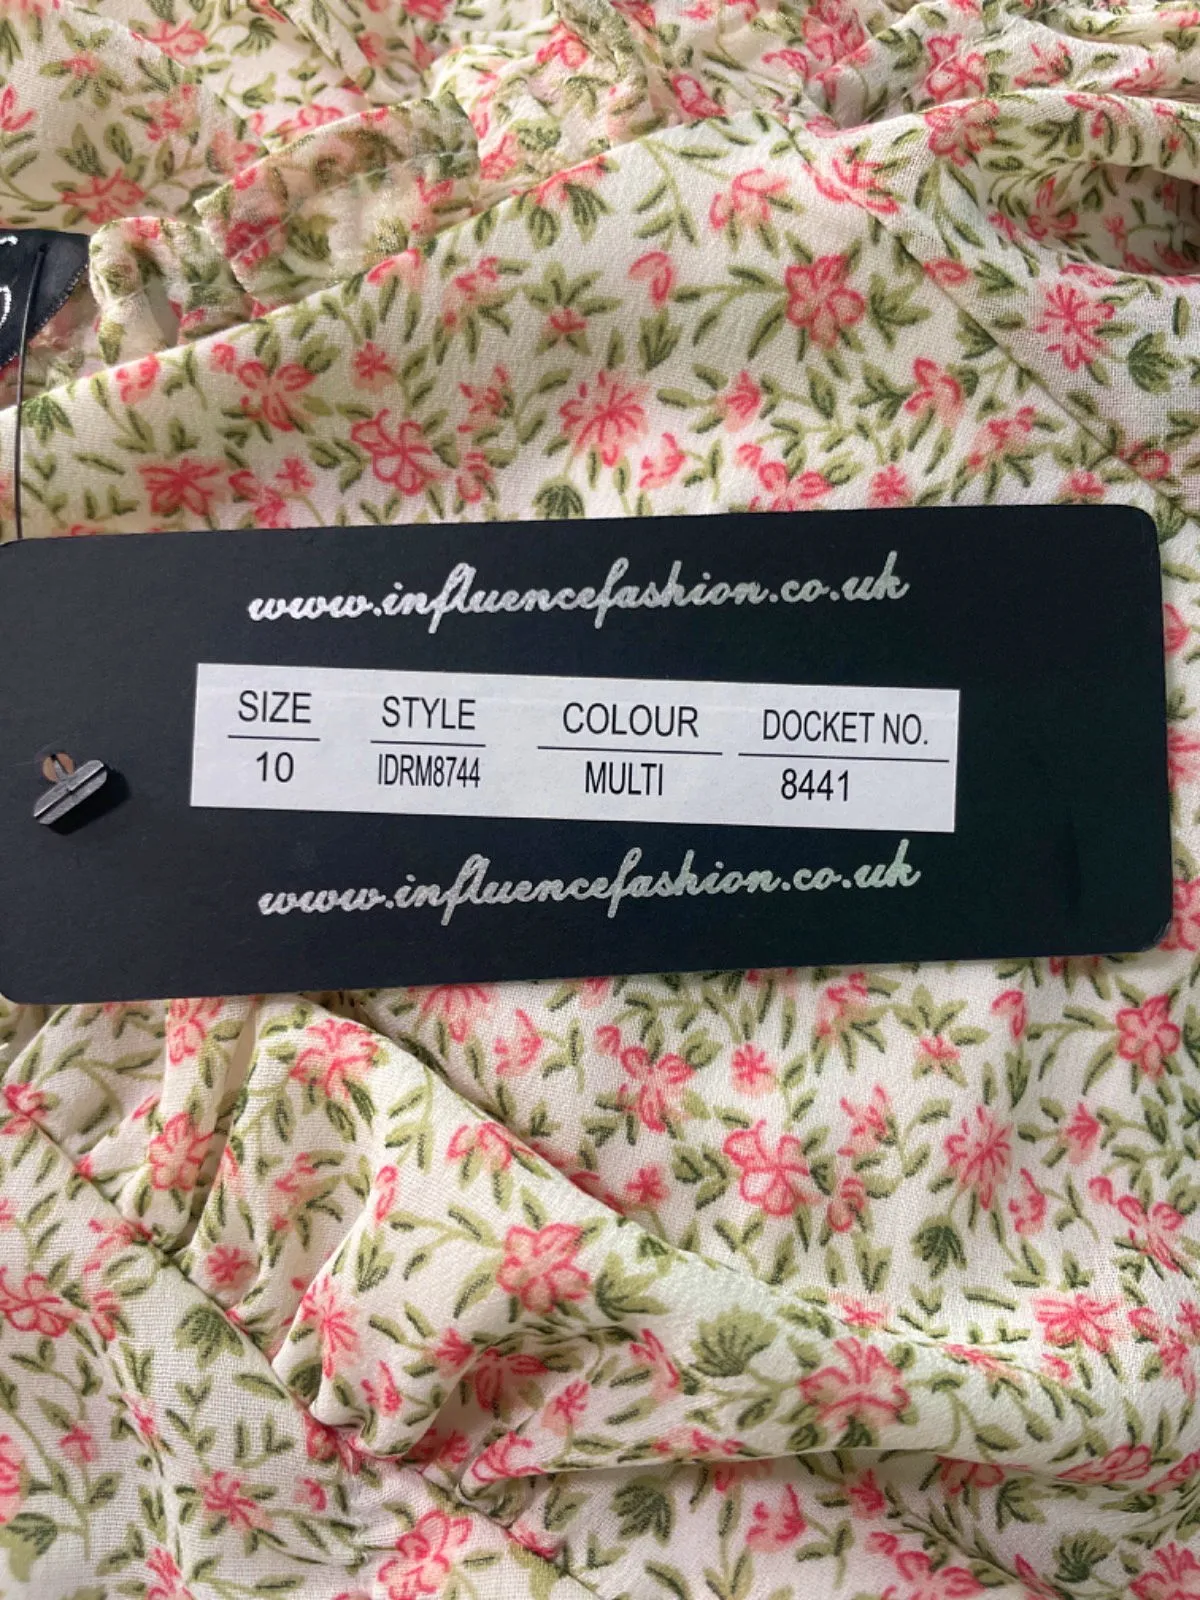 www.influencefashion.co.uk
SIZE STYLE COLOUR DOCKET NO.
10 IDRM8744 MULTI 8441
www.influencefashion.co.uk